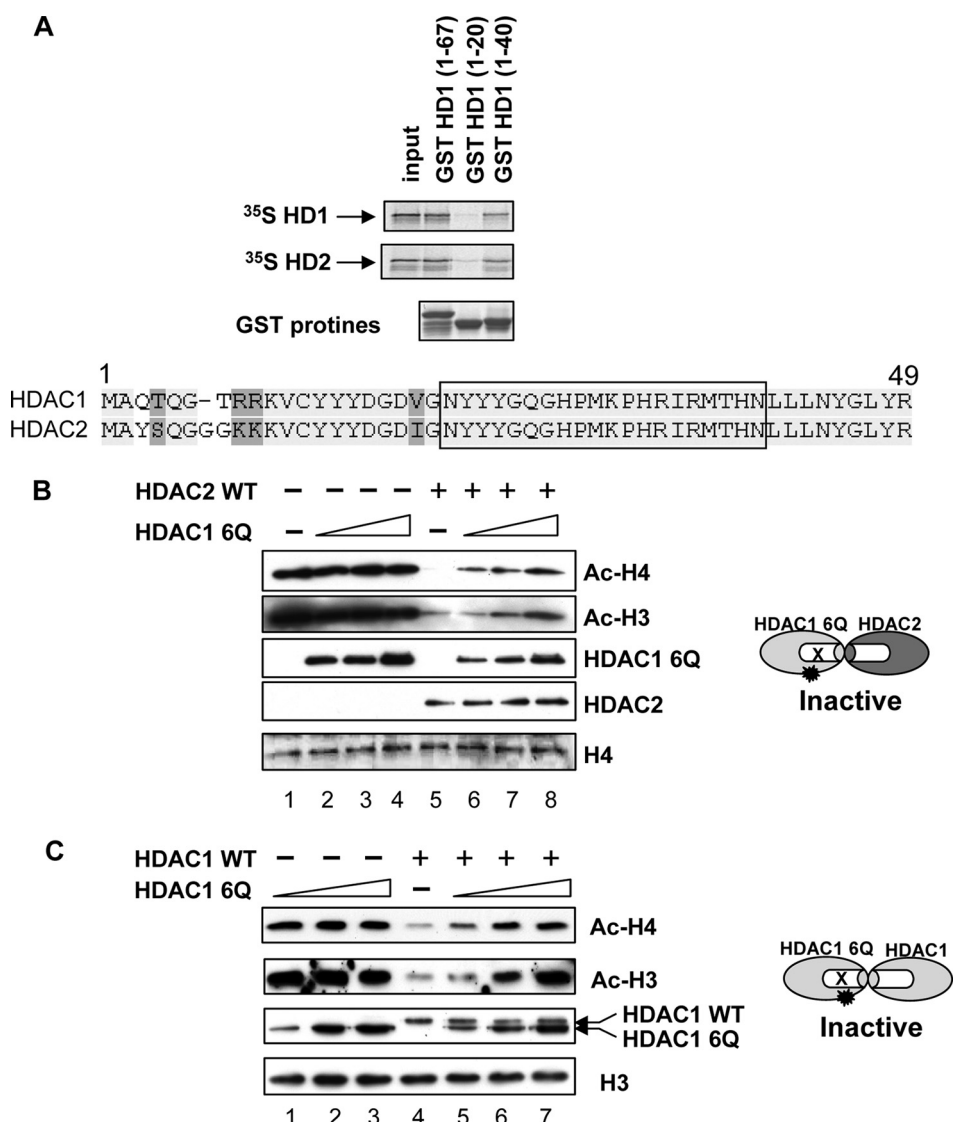 A
input
GST HD1 (1-67)
GST HD1 (1-20)
GST HD1 (1-40)
35S HD1
35S HD2
GST protines
1 49
HDAC1 MAQTQG-TRRKVCYYYDGDVGNYYYGQGHPMKPHRIRMTHNLLLNYGLYR
HDAC2 MAYSQGGGKKKVCYYYDGDIGNYYYGQGHPMKPHRIRMTHNLLLNYGLYR
B
HDAC2 WT − − − − + + + +
HDAC1 6Q − −
Ac-H4
Ac-H3
HDAC1 6Q
HDAC2
H4
1 2 3 4 5 6 7 8
HDAC1 6Q HDAC2
X
Inactive
C
HDAC1 WT − − − + + + +
HDAC1 6Q −
Ac-H4
Ac-H3
HDAC1 WT
HDAC1 6Q
H3
1 2 3 4 5 6 7
HDAC1 6Q HDAC1
X
Inactive